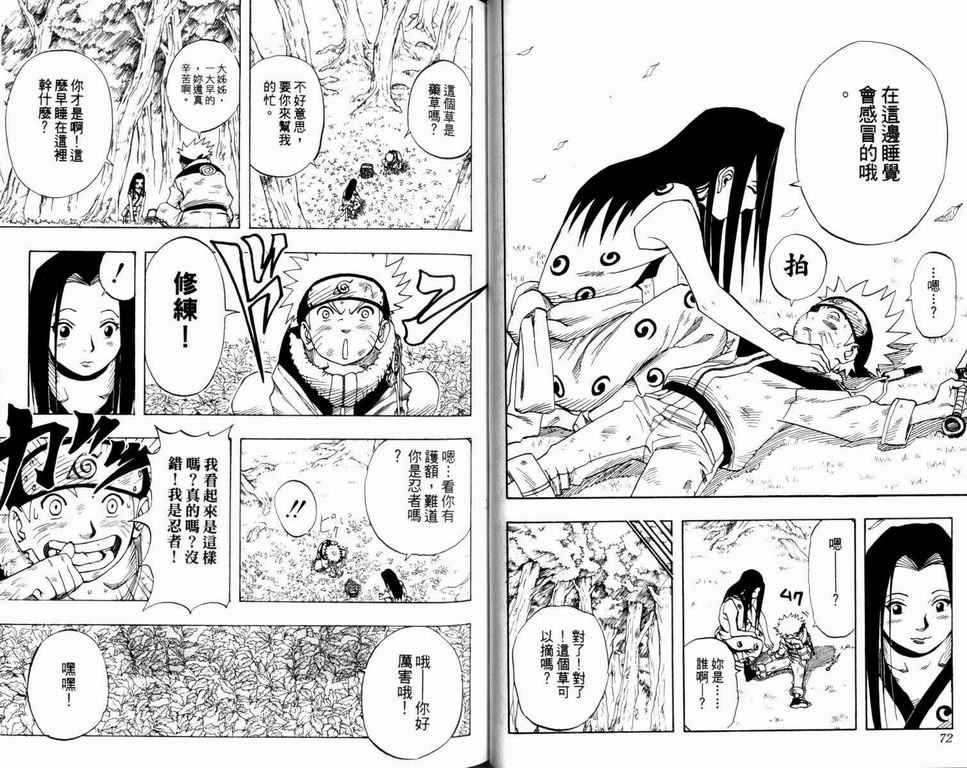 在這邊睡覺
會感冒的哦
。
拍
…嗯
…?
嗯
——?
47
妳是……
誰啊?
對了!對了
!這個草可
以摘嗎?
72
這個草是
藥草嗎?
不好意思,
要你來幫我
的忙。
大姊姊,
一大早的
,妳還真
辛苦啊。
你才是啊!這
麼早睡在這裡
幹什麼?
ドン
修練!
!
嗯…看你有
護額,難道
你是忍者嗎
?
!!
我看起來是這樣
嗎?真的嗎?沒
錯!我是忍者!
哦——你好
厲害哦!
嘿嘿!